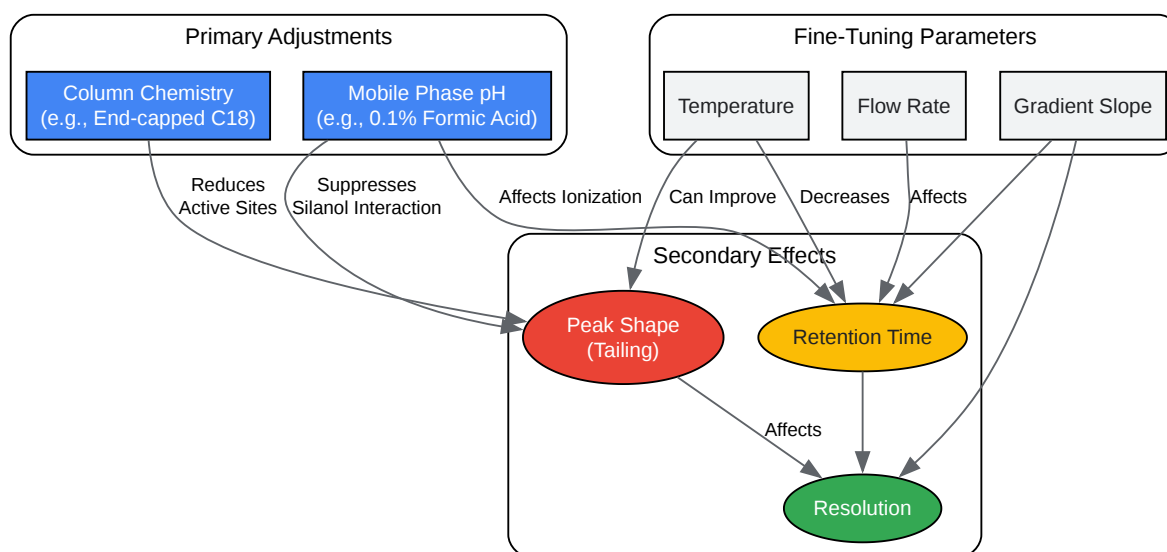 Primary Adjustments
Fine-Tuning Parameters
Column Chemistry
(e.g., End-capped C18)
Mobile Phase pH
(e.g., 0.1% Formic Acid)
Temperature
Flow Rate
Gradient Slope
Reduces
Active Sites
Suppresses
Silanol Interaction
Affects Ionization
Can Improve
Decreases
Affects
Secondary Effects
Peak Shape
(Tailing)
Retention Time
Affects
Resolution